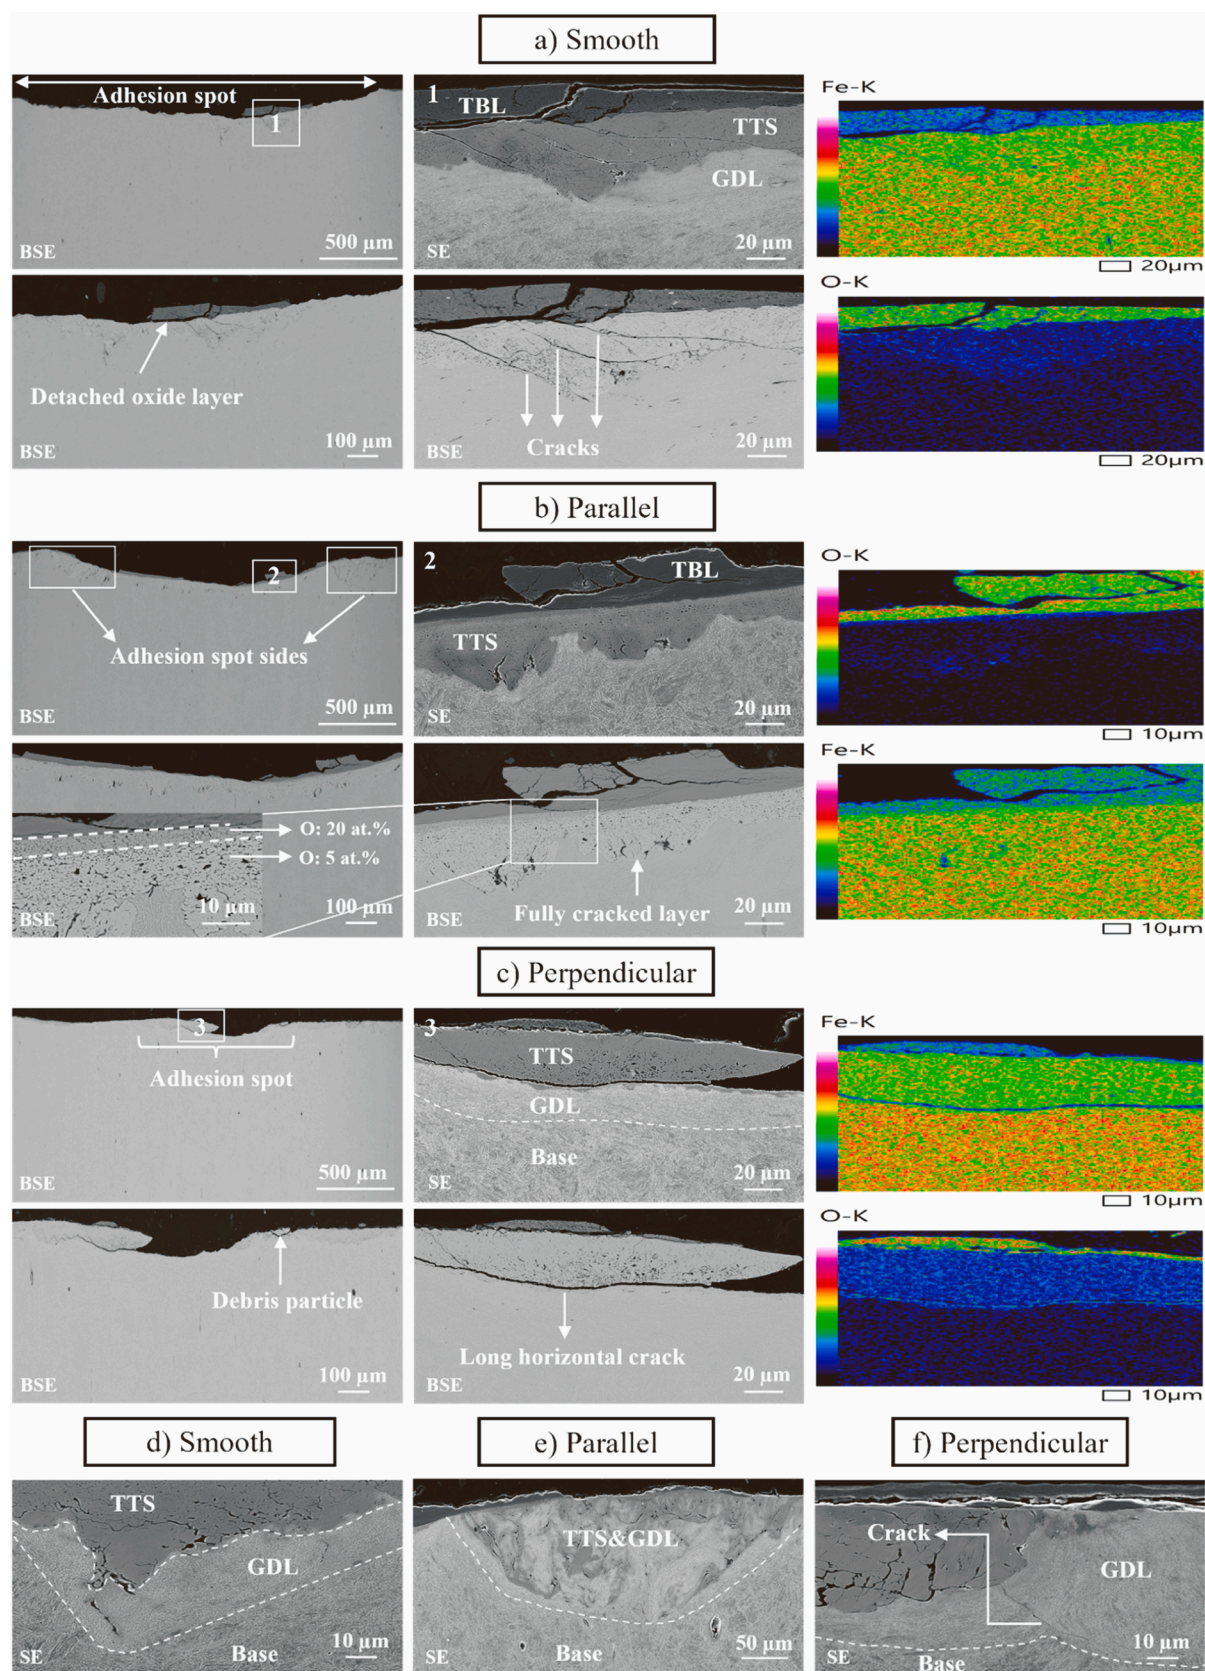 a) Smooth
Adhesion spot
1
BSE
500 µm
1
TBL
TTS
GDL
SE
20 µm
Fe-K
20µm
Detached oxide layer
BSE
100 µm
Cracks
BSE
20 µm
O-K
20µm
b) Parallel
2
Adhesion spot sides
BSE
500 µm
2
TBL
TTS
SE
20 µm
O-K
10µm
O: 20 at.%
O: 5 at.%
BSE
10 µm
100 µm
Fully cracked layer
BSE
20 µm
Fe-K
10µm
c) Perpendicular
3
Adhesion spot
BSE
500 µm
3
TTS
GDL
Base
SE
20 µm
Fe-K
10µm
Debris particle
BSE
100 µm
Long horizontal crack
BSE
20 µm
O-K
10µm
d) Smooth
TTS
GDL
Base
SE
10 µm
e) Parallel
TTS&GDL
Base
SE
50 µm
f) Perpendicular
Crack
GDL
Base
SE
10 µm